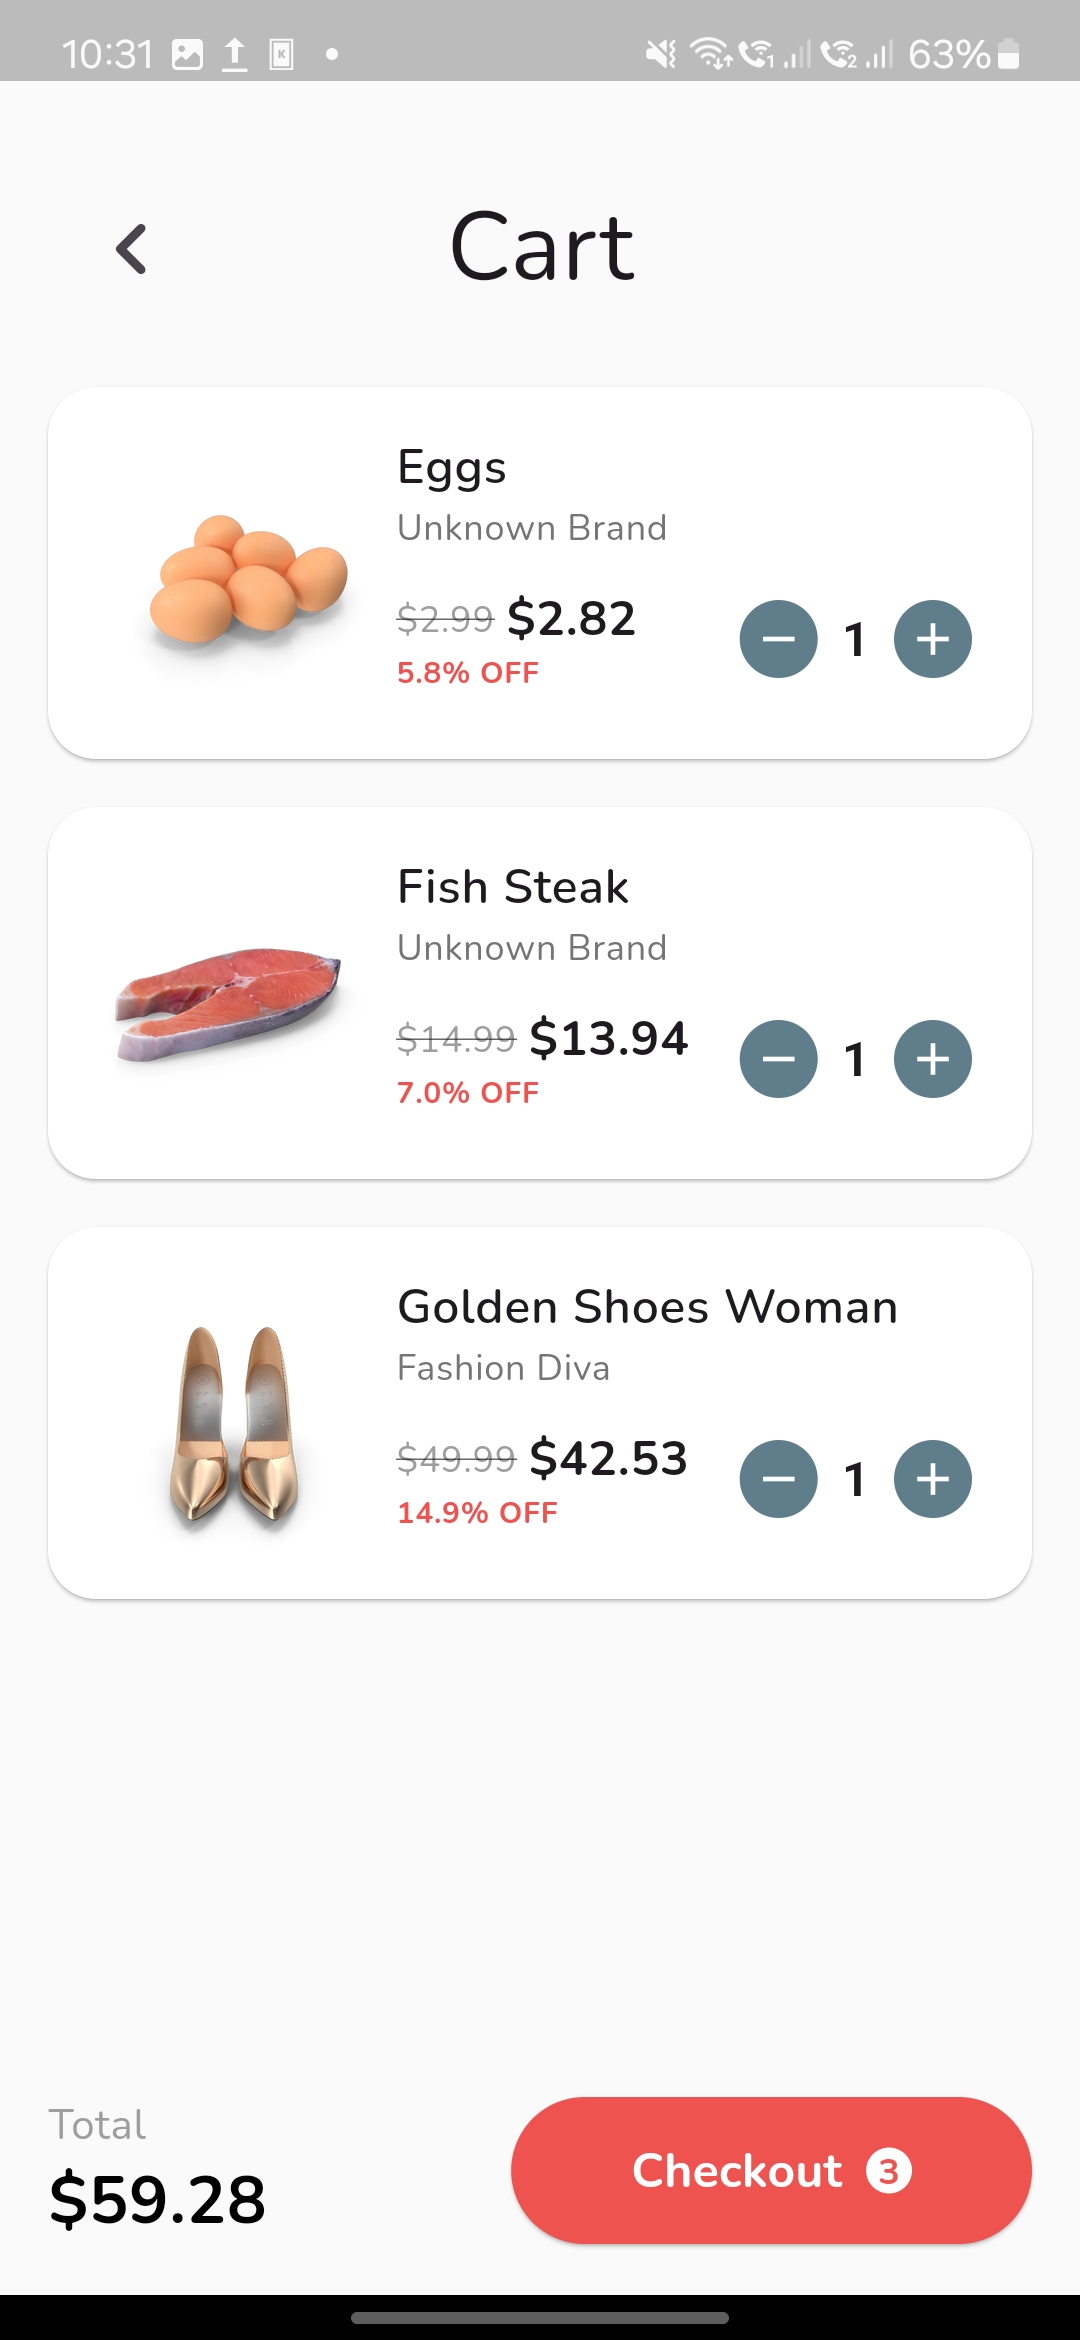 10:31 63%
Cart
Eggs
Unknown Brand
$2.99 $2.82
5.8% OFF
1
Fish Steak
Unknown Brand
$14.99 $13.94
7.0% OFF
1
Golden Shoes Woman
Fashion Diva
$49.99 $42.53
14.9% OFF
1
Total
$59.28
Checkout 3